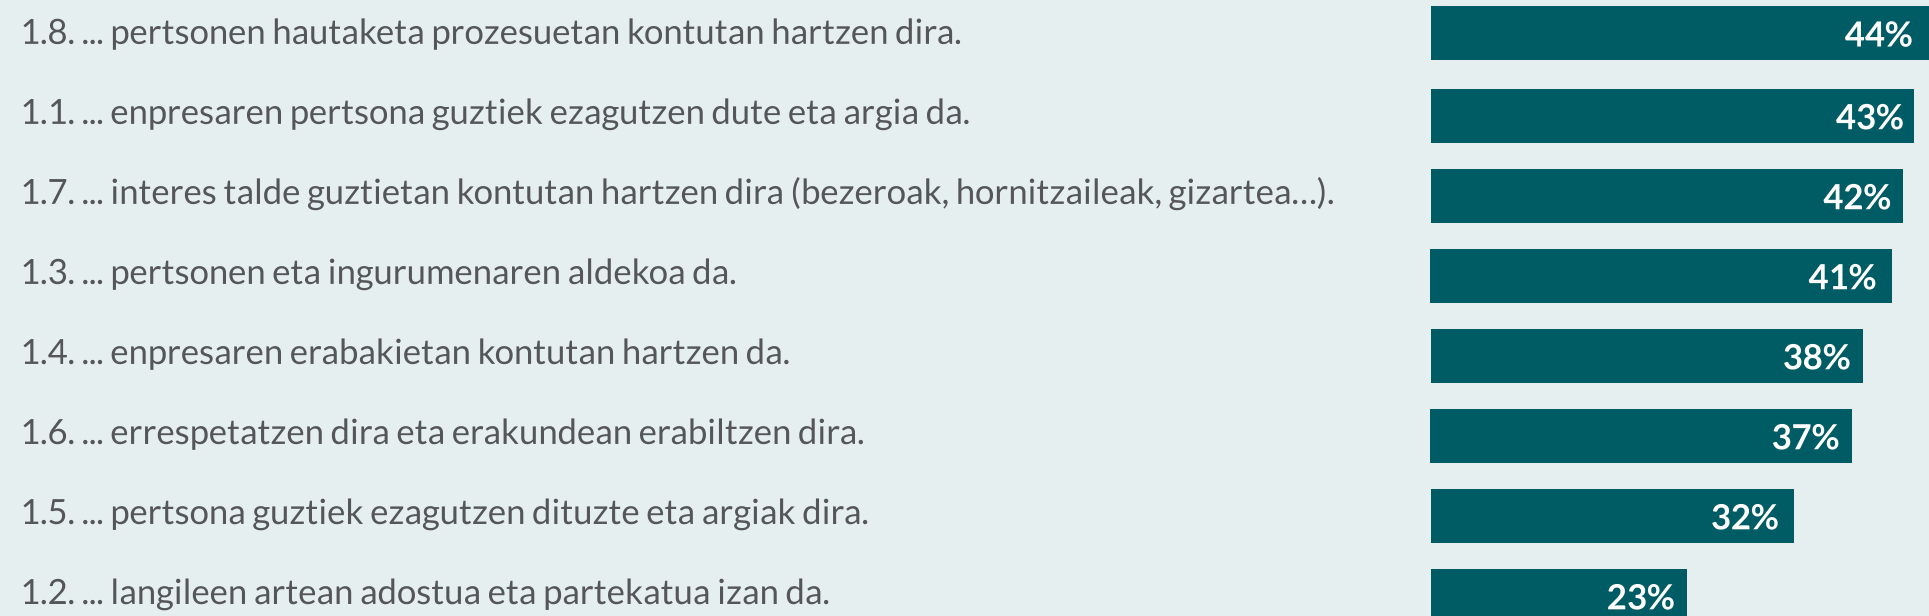 1.8. ... pertsonen hautaketa prozesuetan kontutan hartzen dira. 44%
1.1. ... enpresaren pertsona guztiek ezagutzen dute eta argia da. 43%
1.7. ... interes talde guztietan kontutan hartzen dira (bezeroak, hornitzaileak, gizartea...). 42%
1.3. ... pertsonen eta ingurumenaren aldekoa da. 41%
1.4. ... enpresaren erabakietan kontutan hartzen da. 38%
1.6. ... errespetatzen dira eta erakundean erabiltzen dira. 37%
1.5. ... pertsona guztiek ezagutzen dituzte eta argiak dira. 32%
1.2. ... langileen artean adostua eta partekatua izan da. 23%